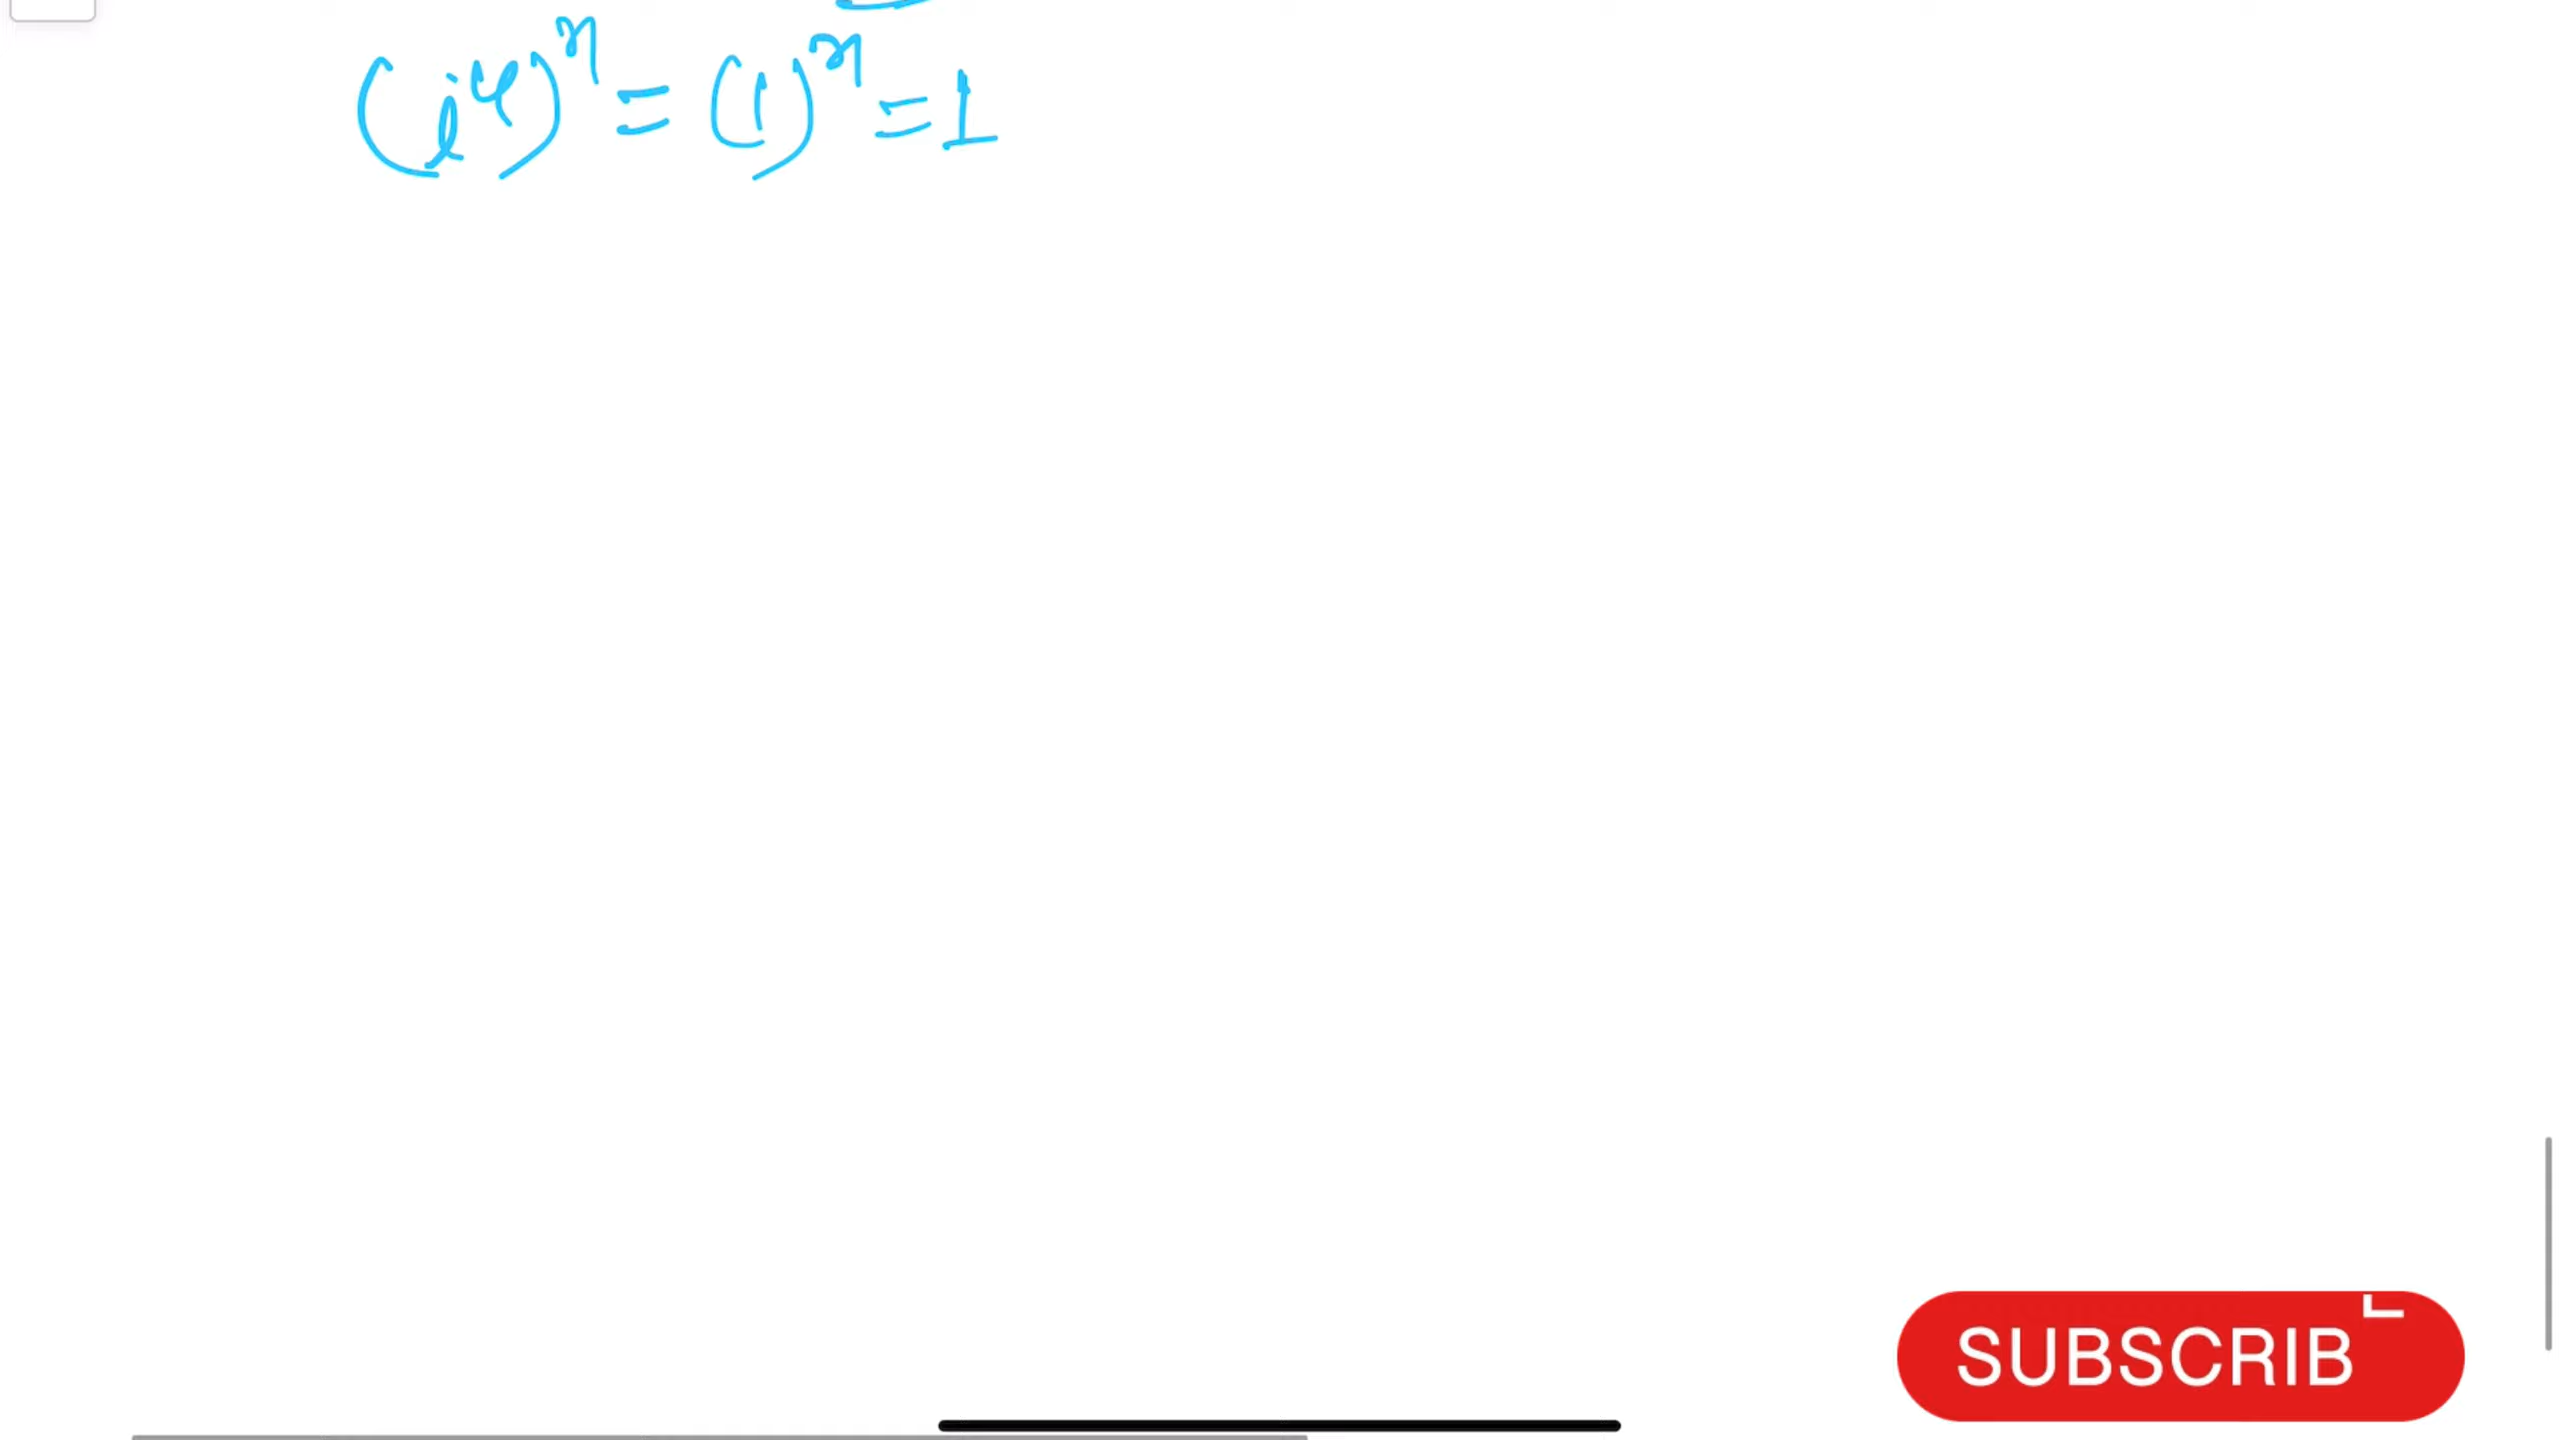 (i⁴)ⁿ = (1)ⁿ = 1
SUBSCRIB